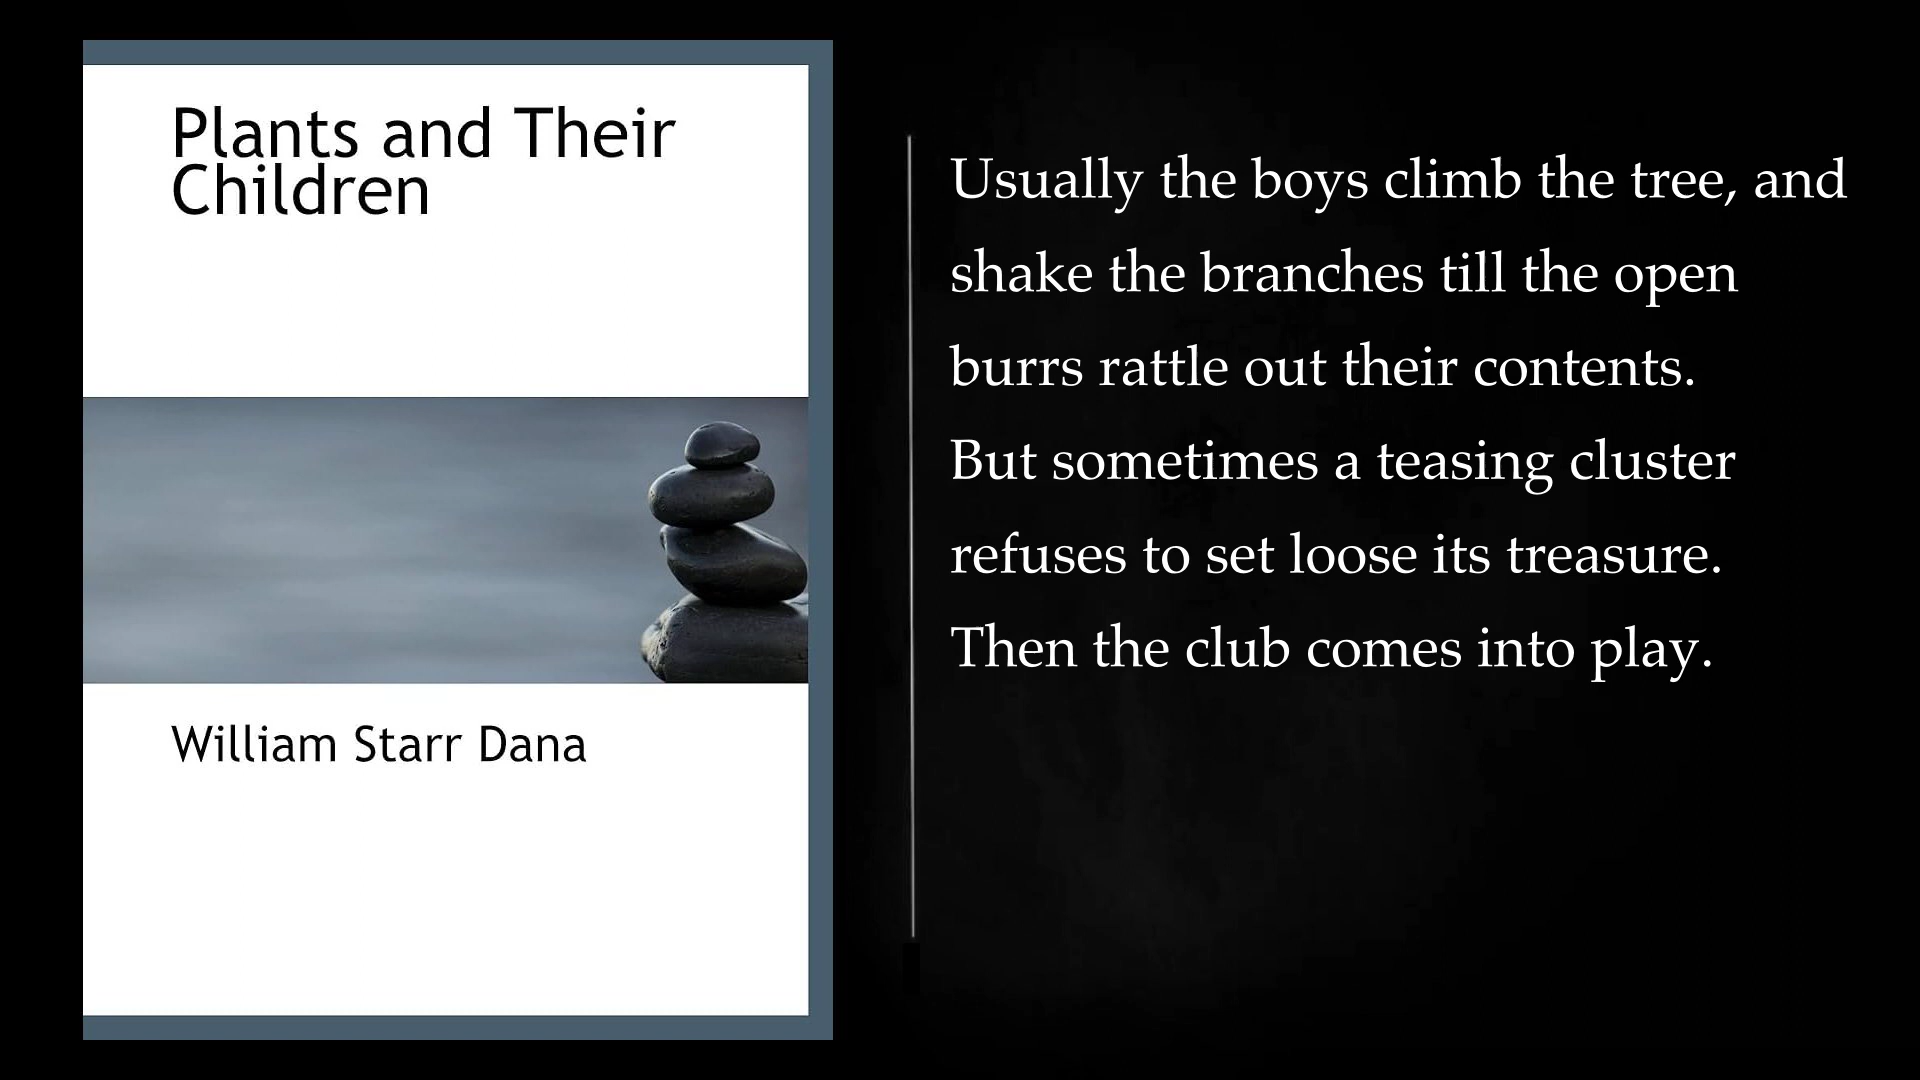 Plants and Their
Children
William Starr Dana
Usually the boys climb the tree, and
shake the branches till the open
burrs rattle out their contents.
But sometimes a teasing cluster
refuses to set loose its treasure.
Then the club comes into play.